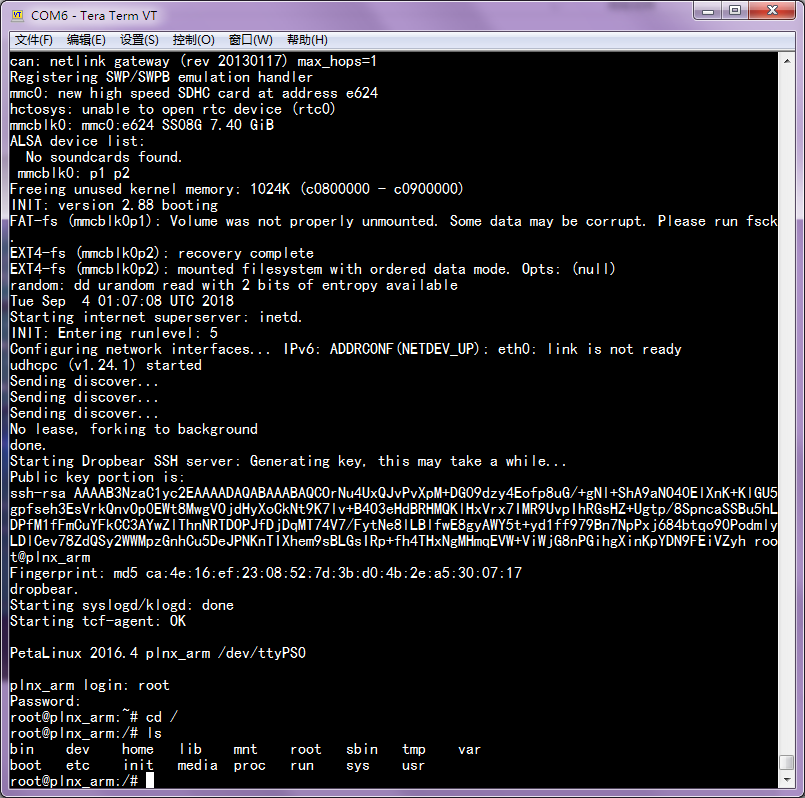 COM6 - Tera Term VT
文件(F) 编辑(E) 设置(S) 控制(O) 窗口(W) 帮助(H)
can: netlink gateway (rev 20130117) max_hops=1
Registering SWP/SWPB emulation handler
mmc0: new high speed SDHC card at address e624
hctosys: unable to open rtc device (rtc0)
mmcblk0: mmc0:e624 SS08G 7.40 GiB
ALSA device list:
  No soundcards found.
 mmcblk0: p1 p2
Freeing unused kernel memory: 1024K (c0800000 - c0900000)
INIT: version 2.88 booting
FAT-fs (mmcblk0p1): Volume was not properly unmounted. Some data may be corrupt. Please run fsck
.
EXT4-fs (mmcblk0p2): recovery complete
EXT4-fs (mmcblk0p2): mounted filesystem with ordered data mode. Opts: (null)
random: dd urandom read with 2 bits of entropy available
Tue Sep  4 01:07:08 UTC 2018
Starting internet superserver: inetd.
INIT: Entering runlevel: 5
Configuring network interfaces... IPv6: ADDRCONF(NETDEV_UP): eth0: link is not ready
udhcpc (v1.24.1) started
Sending discover...
Sending discover...
Sending discover...
No lease, forking to background
done.
Starting Dropbear SSH server: Generating key, this may take a while...
Public key portion is:
ssh-rsa AAAAB3NzaC1yc2EAAAADAQABAAABAQCOrNu4UxQJvPvXpM+DGO9dzy4Eofp8uG/+gNl+ShA9aNO4OElXnK+KlGU5
gpfseh3EsVrkQnvOpOEWt8MwgVOjdHyXoCkNt9K7lv+B4O3eHdBRHMQKlHxVrx7lMR9UvplhRGsHZ+Ugtp/8SpncaSSBu5hL
DPfM1fFmCuYFkCC3AYwZlThnNRTDOPJfDjDqMT74V7/FytNe8lLBlfwE8gyAWY5t+yd1ff979Bn7NpPxj684btqo9OPodmly
LDlCev78ZdQSy2WWMpzGnhCu5DeJPNKnTlXhem9sBLGslRp+fh4THxNgMHmqEVW+ViWjG8nPGihgXinKpYDN9FEiVZyh roo
t@plnx_arm
Fingerprint: md5 ca:4e:16:ef:23:08:52:7d:3b:d0:4b:2e:a5:30:07:17
dropbear.
Starting syslogd/klogd: done
Starting tcf-agent: OK
PetaLinux 2016.4 plnx_arm /dev/ttyPS0
plnx_arm login: root
Password:
root@plnx_arm:~# cd /
root@plnx_arm:/# ls
bin    dev    home   lib    mnt    root   sbin   tmp    var
boot   etc    init   media  proc   run    sys    usr
root@plnx_arm:/#